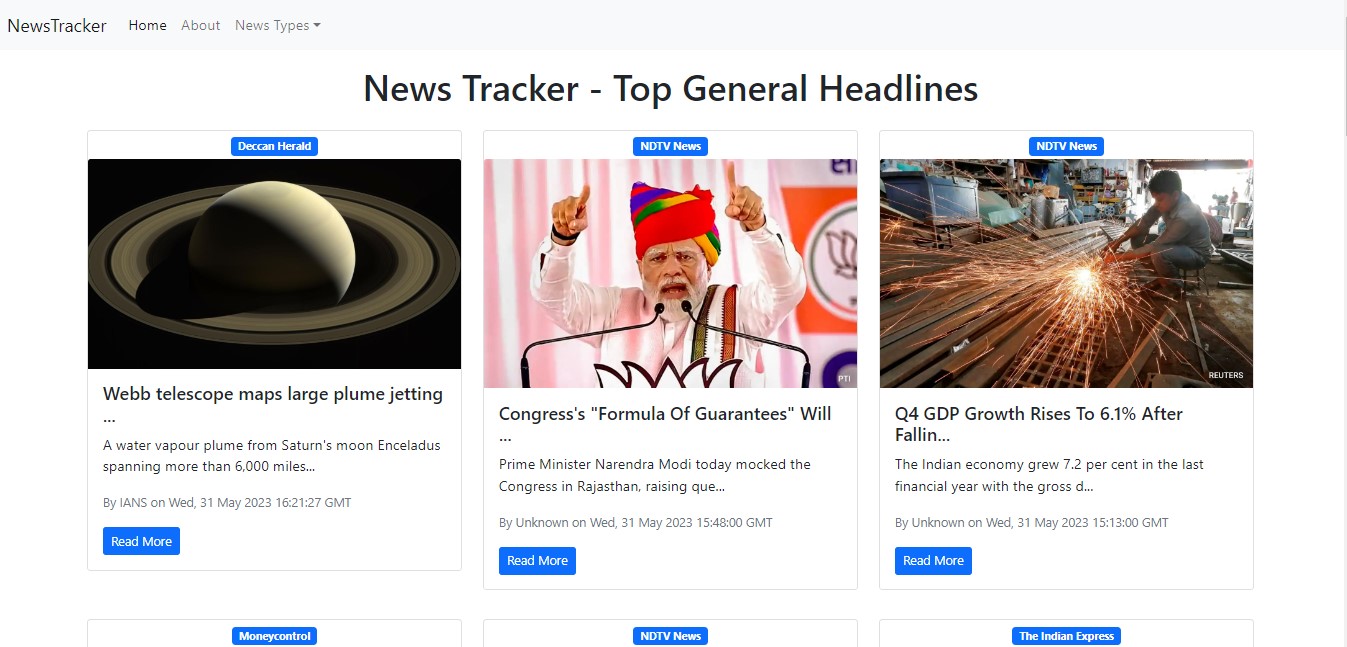 NewsTracker Home About News Types
News Tracker - Top General Headlines
Deccan Herald
Webb telescope maps large plume jetting
...
A water vapour plume from Saturn's moon Enceladus
spanning more than 6,000 miles...
By IANS on Wed, 31 May 2023 16:21:27 GMT
Read More
NDTV News
PTI
Congress's "Formula Of Guarantees" Will
...
Prime Minister Narendra Modi today mocked the
Congress in Rajasthan, raising que...
By Unknown on Wed, 31 May 2023 15:48:00 GMT
Read More
NDTV News
REUTERS
Q4 GDP Growth Rises To 6.1% After
Fallin...
The Indian economy grew 7.2 per cent in the last
financial year with the gross d...
By Unknown on Wed, 31 May 2023 15:13:00 GMT
Read More
Moneycontrol
NDTV News
The Indian Express